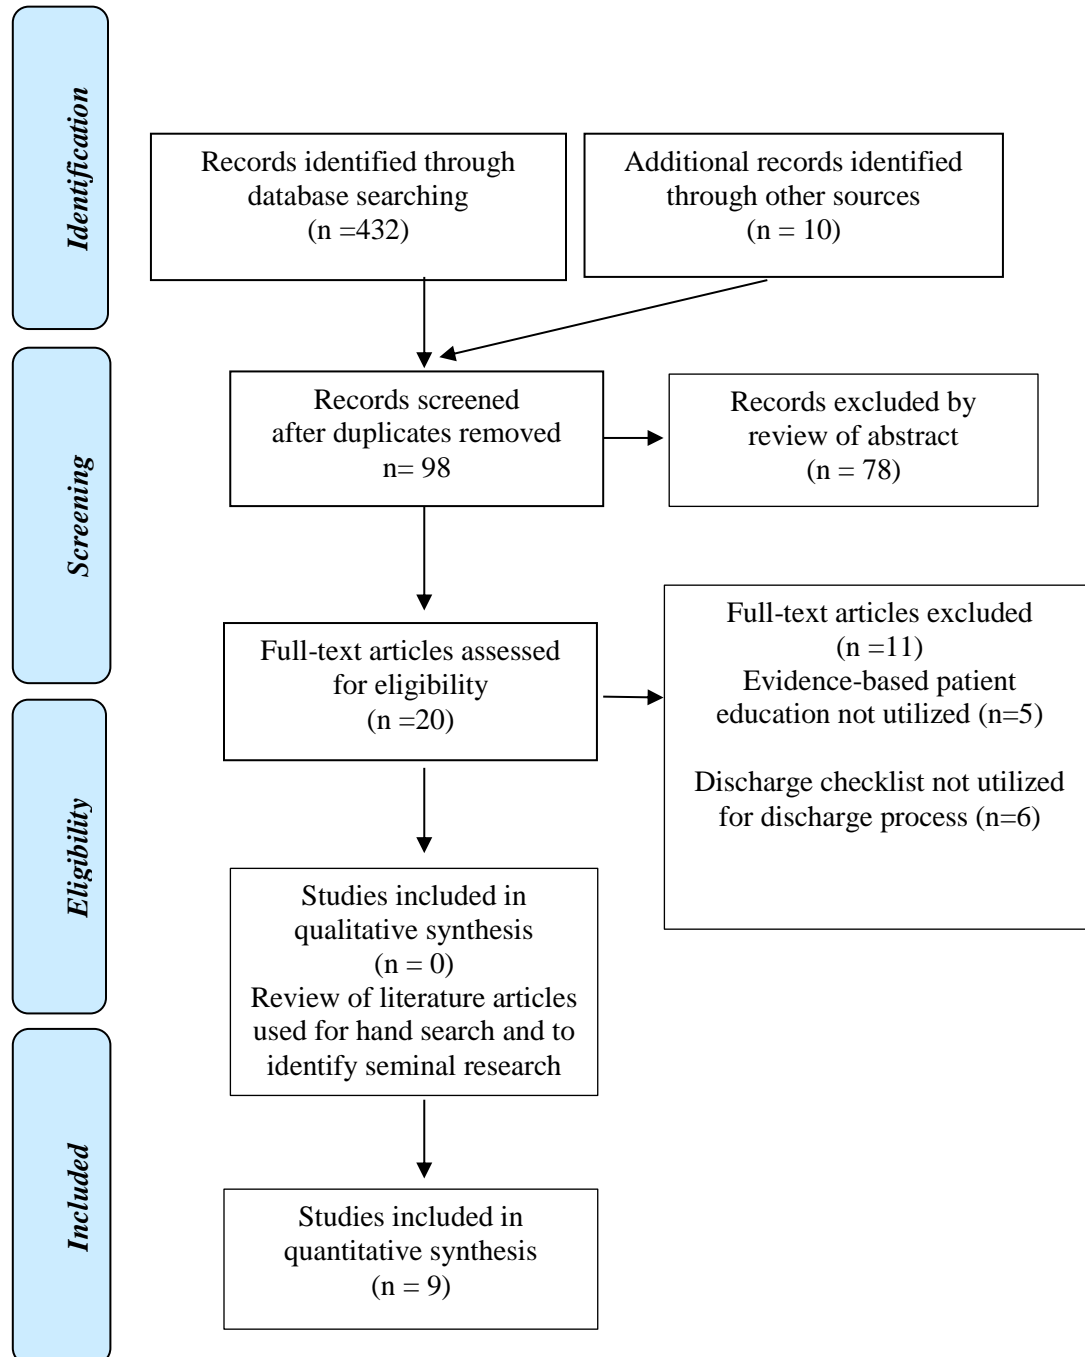 Identification
Records identified through
database searching
(n =432)
Additional records identified
through other sources
(n = 10)
Screening
Records screened
after duplicates removed
n= 98
Records excluded by
review of abstract
(n = 78)
Full-text articles assessed
for eligibility
(n =20)
Full-text articles excluded
(n =11)
Evidence-based patient
education not utilized (n=5)
Discharge checklist not utilized
for discharge process (n=6)
Eligibility
Studies included in
qualitative synthesis
(n = 0)
Review of literature articles
used for hand search and to
identify seminal research
Included
Studies included in
quantitative synthesis
(n = 9)